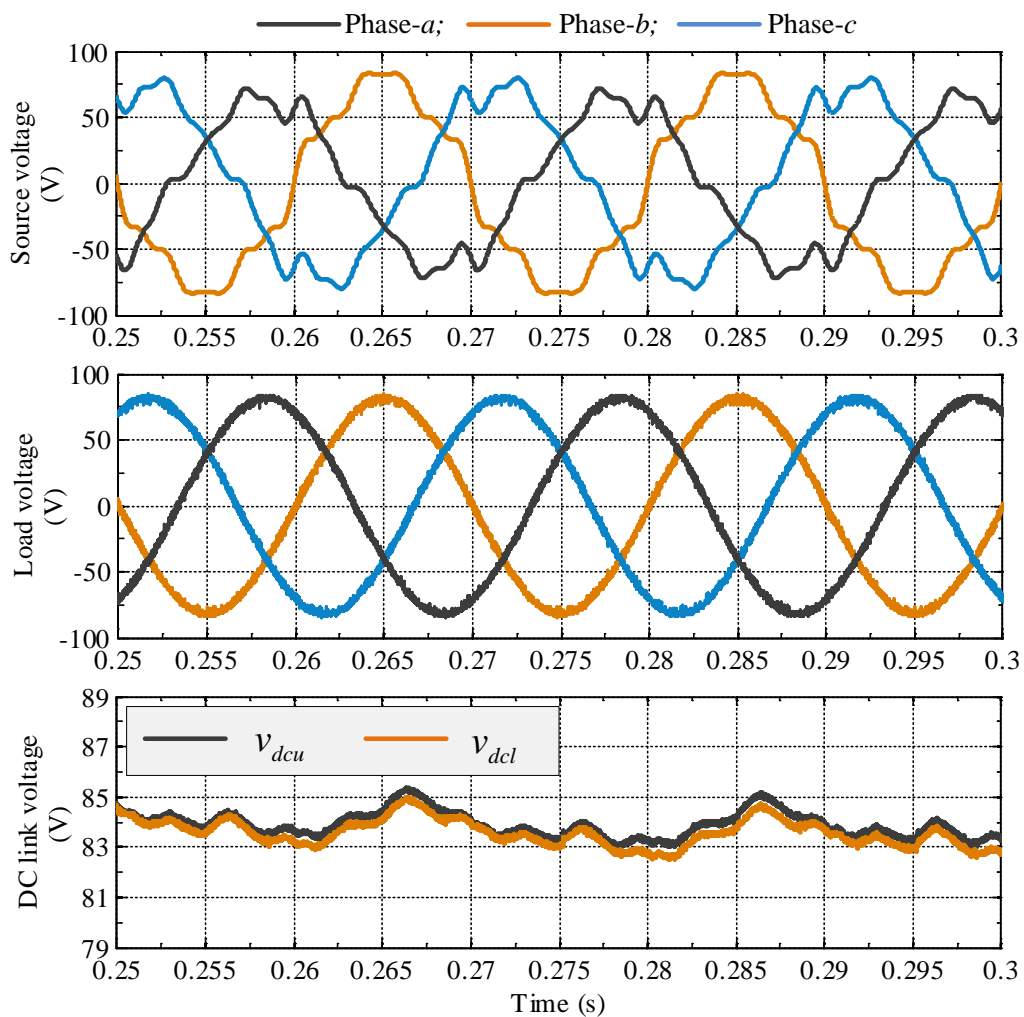 Phase-a; Phase-b; Phase-c
Source voltage
(V)
100
50
0
-50
-100
0.25 0.255 0.26 0.265 0.27 0.275 0.28 0.285 0.29 0.295 0.3
Load voltage
(V)
100
50
0
-50
-100
0.25 0.255 0.26 0.265 0.27 0.275 0.28 0.285 0.29 0.295 0.3
DC link voltage
(V)
89
87
85
83
81
79
v_dcu v_dcl
0.25 0.255 0.26 0.265 0.27 0.275 0.28 0.285 0.29 0.295 0.3
Time (s)